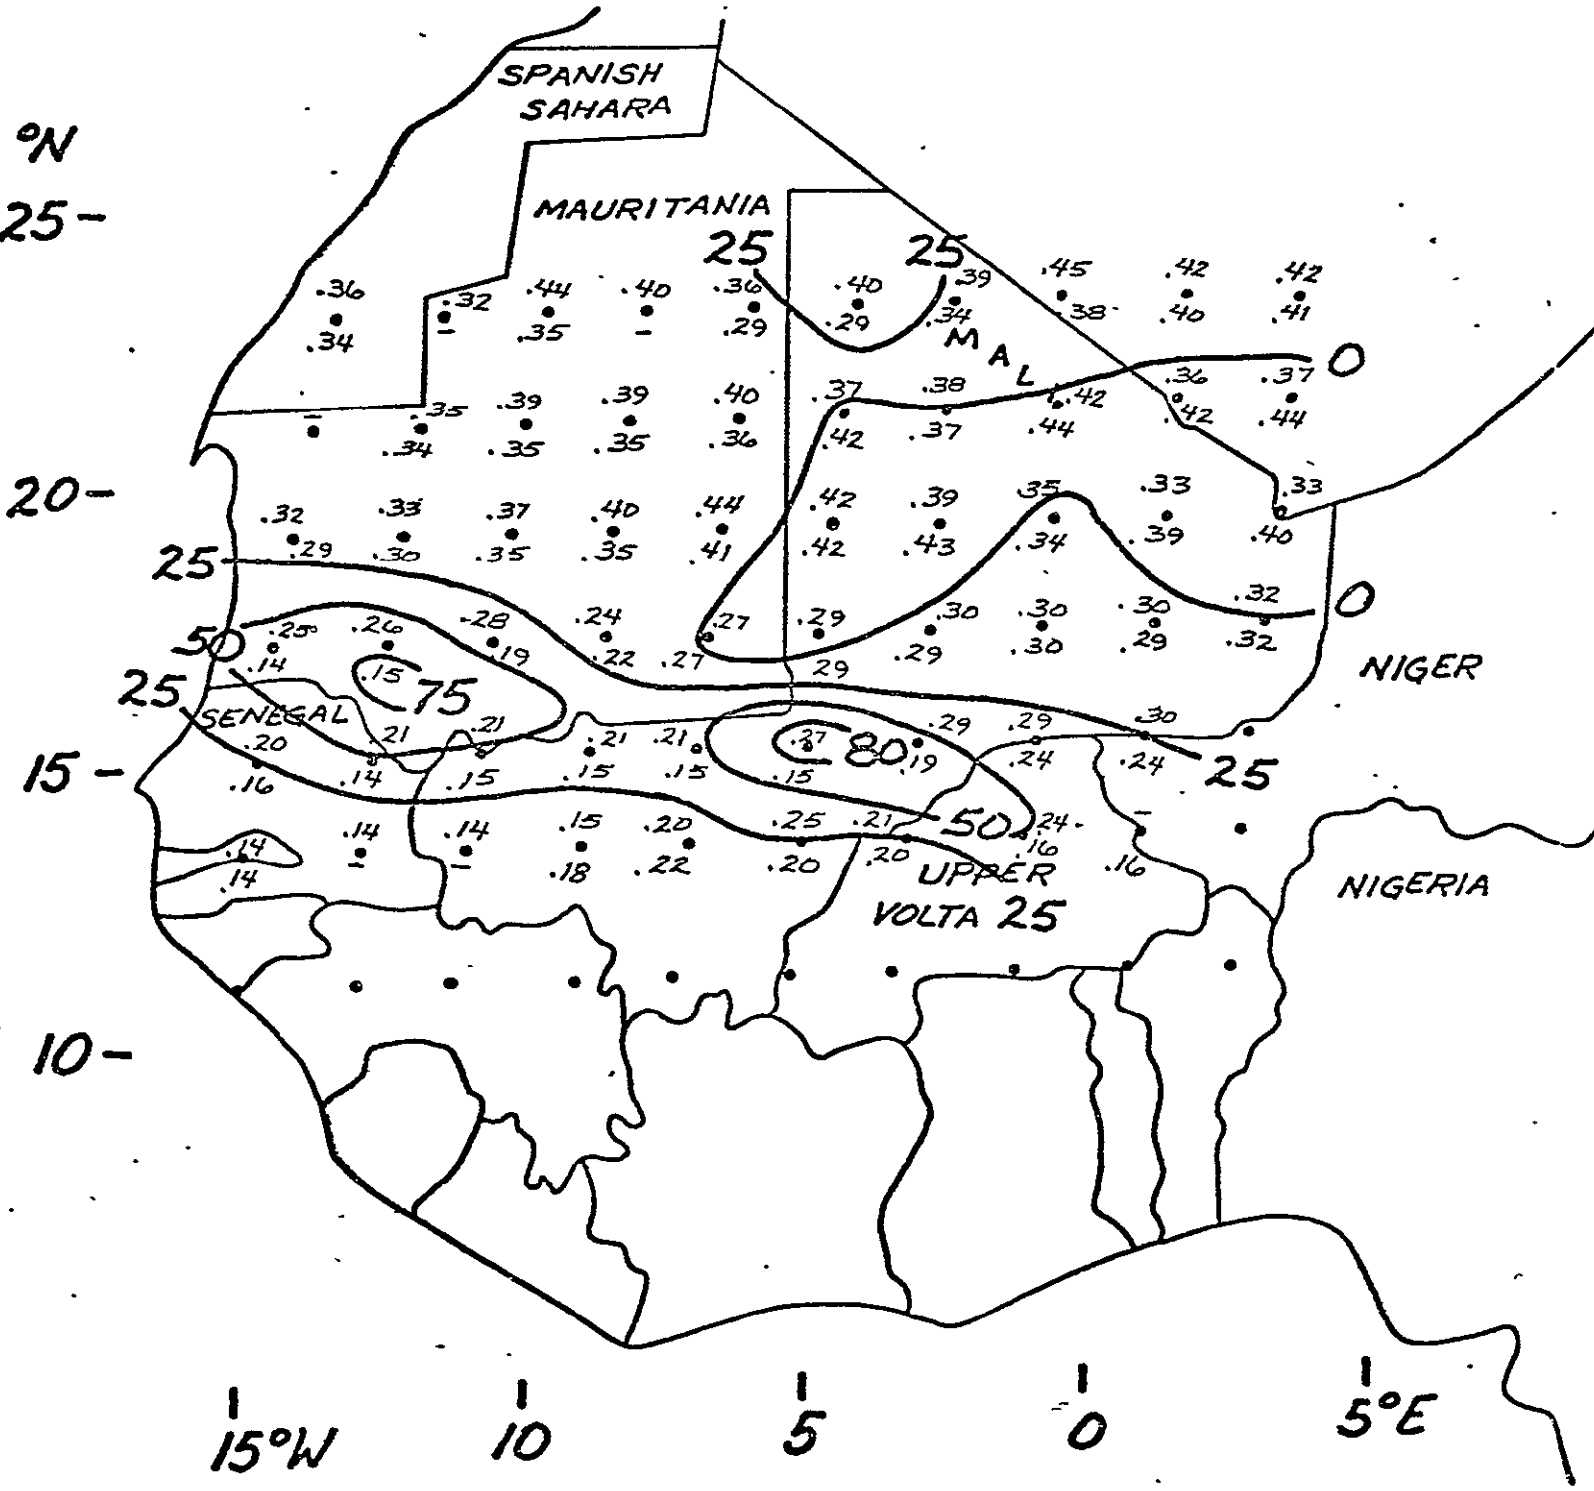 SPANISH
SAHARA
°N
25-
MAURITANIA
25 25
.36 .32 .44 .40 .36 .40 .39 .45 .42 .42
.34 - .35 - .29 .29 .34 .38 .40 .41
MAL
0
- .35 .39 .39 .40 .37 .38 .42 .36 .37
.34 .35 .35 .36 .42 .37 .44 .42 .44
20-
.32 .33 .37 .40 .44 .42 .39 .35 .33 .33
.29 .30 .35 .35 .41 .42 .43 .34 .39 .40
25
0
.25 .26 .28 .24 .27 .29 .30 .30 .30 .32
50
.14 .15 .19 .22 .27 .29 .29 .30 .29 .32
NIGER
25 75
SENEGAL
.20 .21 .21 .21 .21 .27 .29 .29 .30
80
15-
.16 .14 .15 .15 .15 .15 .19 .24 .24
25
.14 .14 .14 .15 .20 .25 .21 50 .24 -
.14 - - .18 .22 .20 .20 .16 .16
UPPER
VOLTA 25
NIGERIA
10-
15°W 10 5 0 5°E